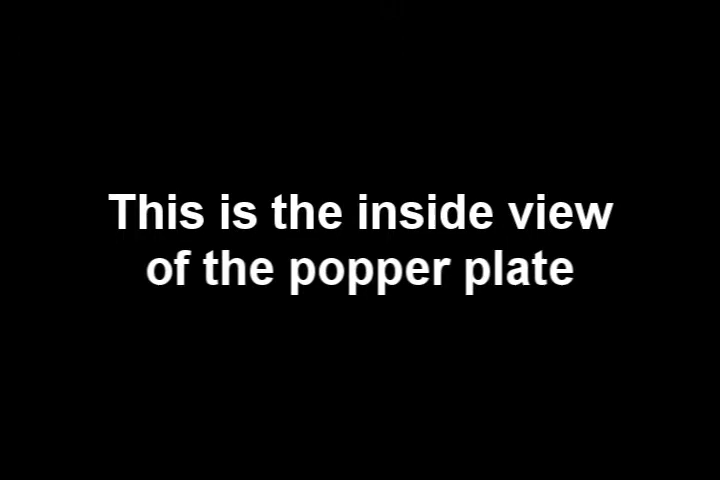 This is the inside view
of the popper plate